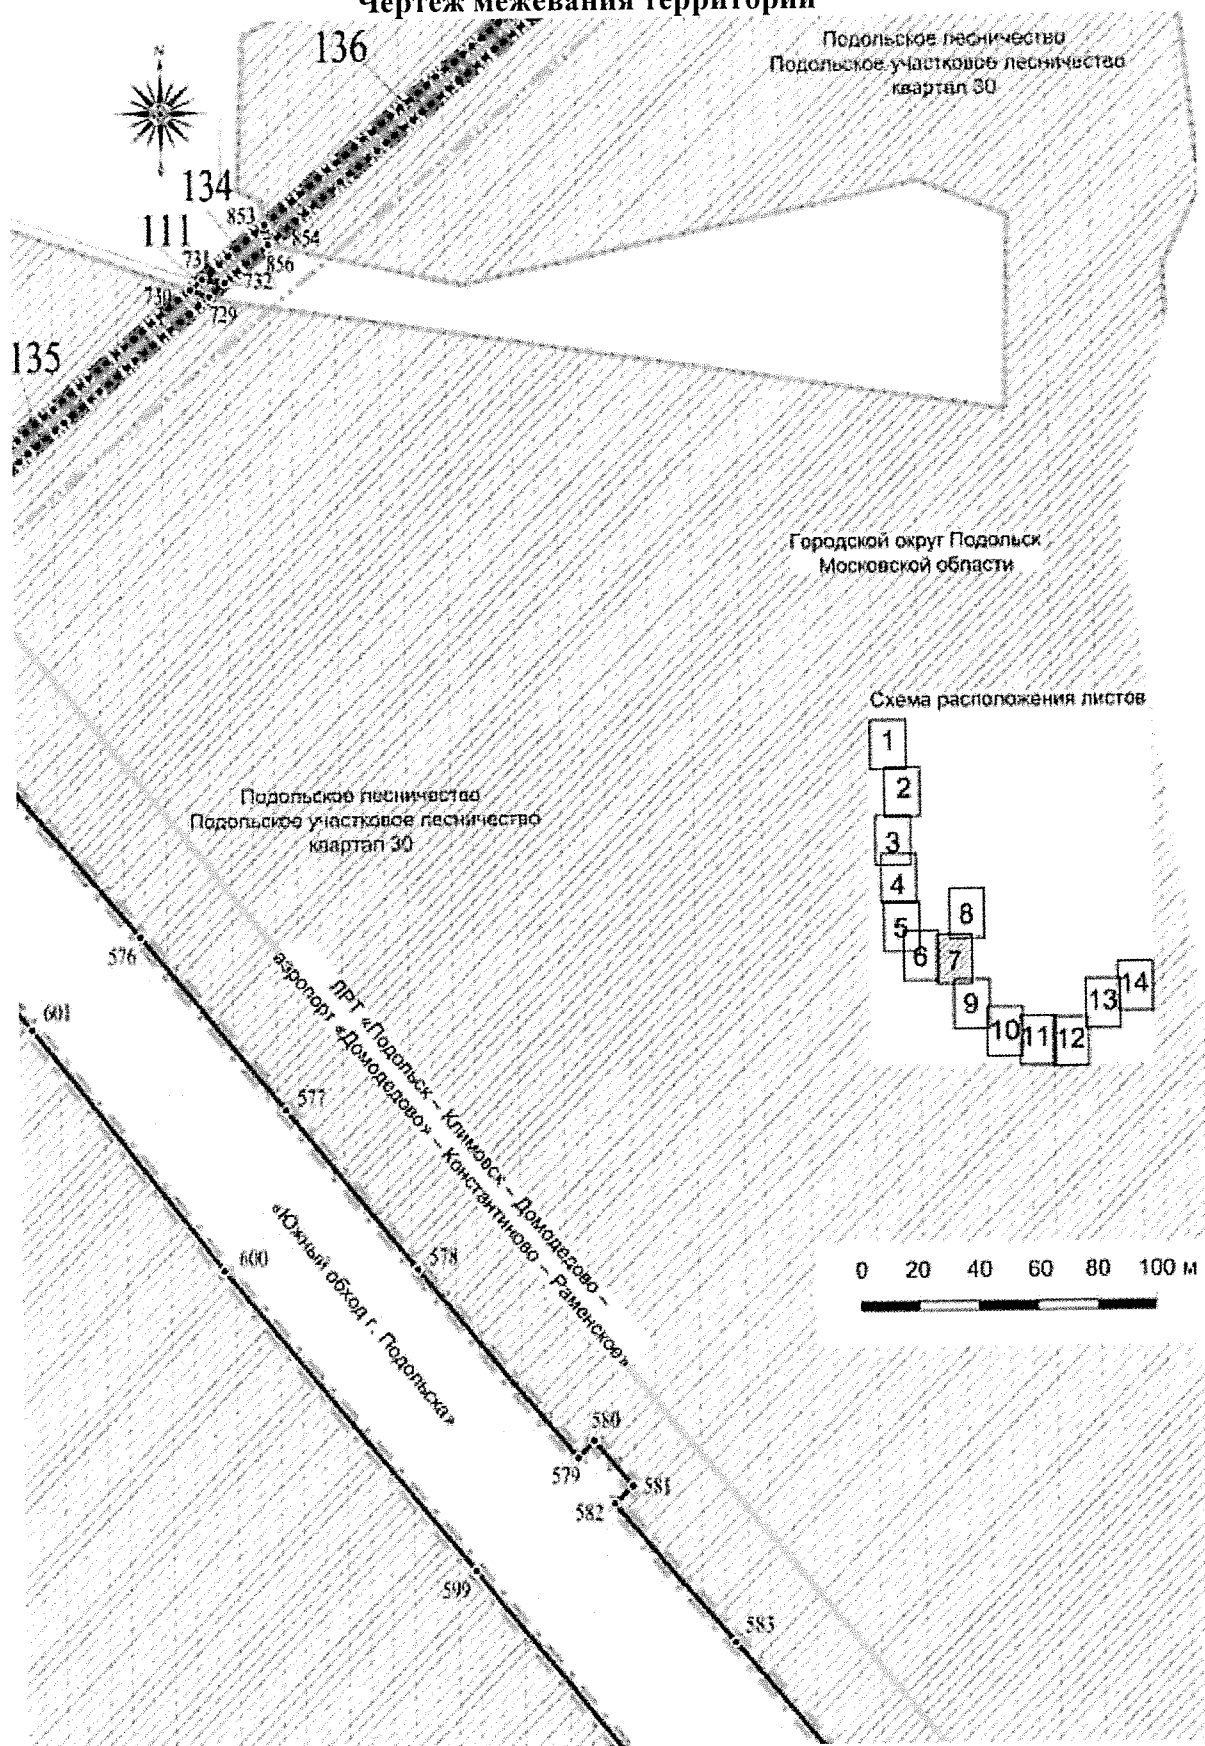 Чертеж межевания территории
136
Подольское лесничество
Подольское участковое лесничество
квартал 30
N
134
853
111
854
731
856
732
730
729
135
Городской округ Подольск
Московской области
Схема расположения листов
1
2
3
4
5
6
7
8
9
10
11
12
13
14
Подольское лесничество
Подольское участковое лесничество
квартал 30
576
601
577
ЛРТ «Подольск – Климовск – Домодедово –
аэропорт «Домодедово» – Константиново – Раменское»
578
600
«Южный обход г. Подольска»
0 20 40 60 80 100 м
580
579
581
582
599
583